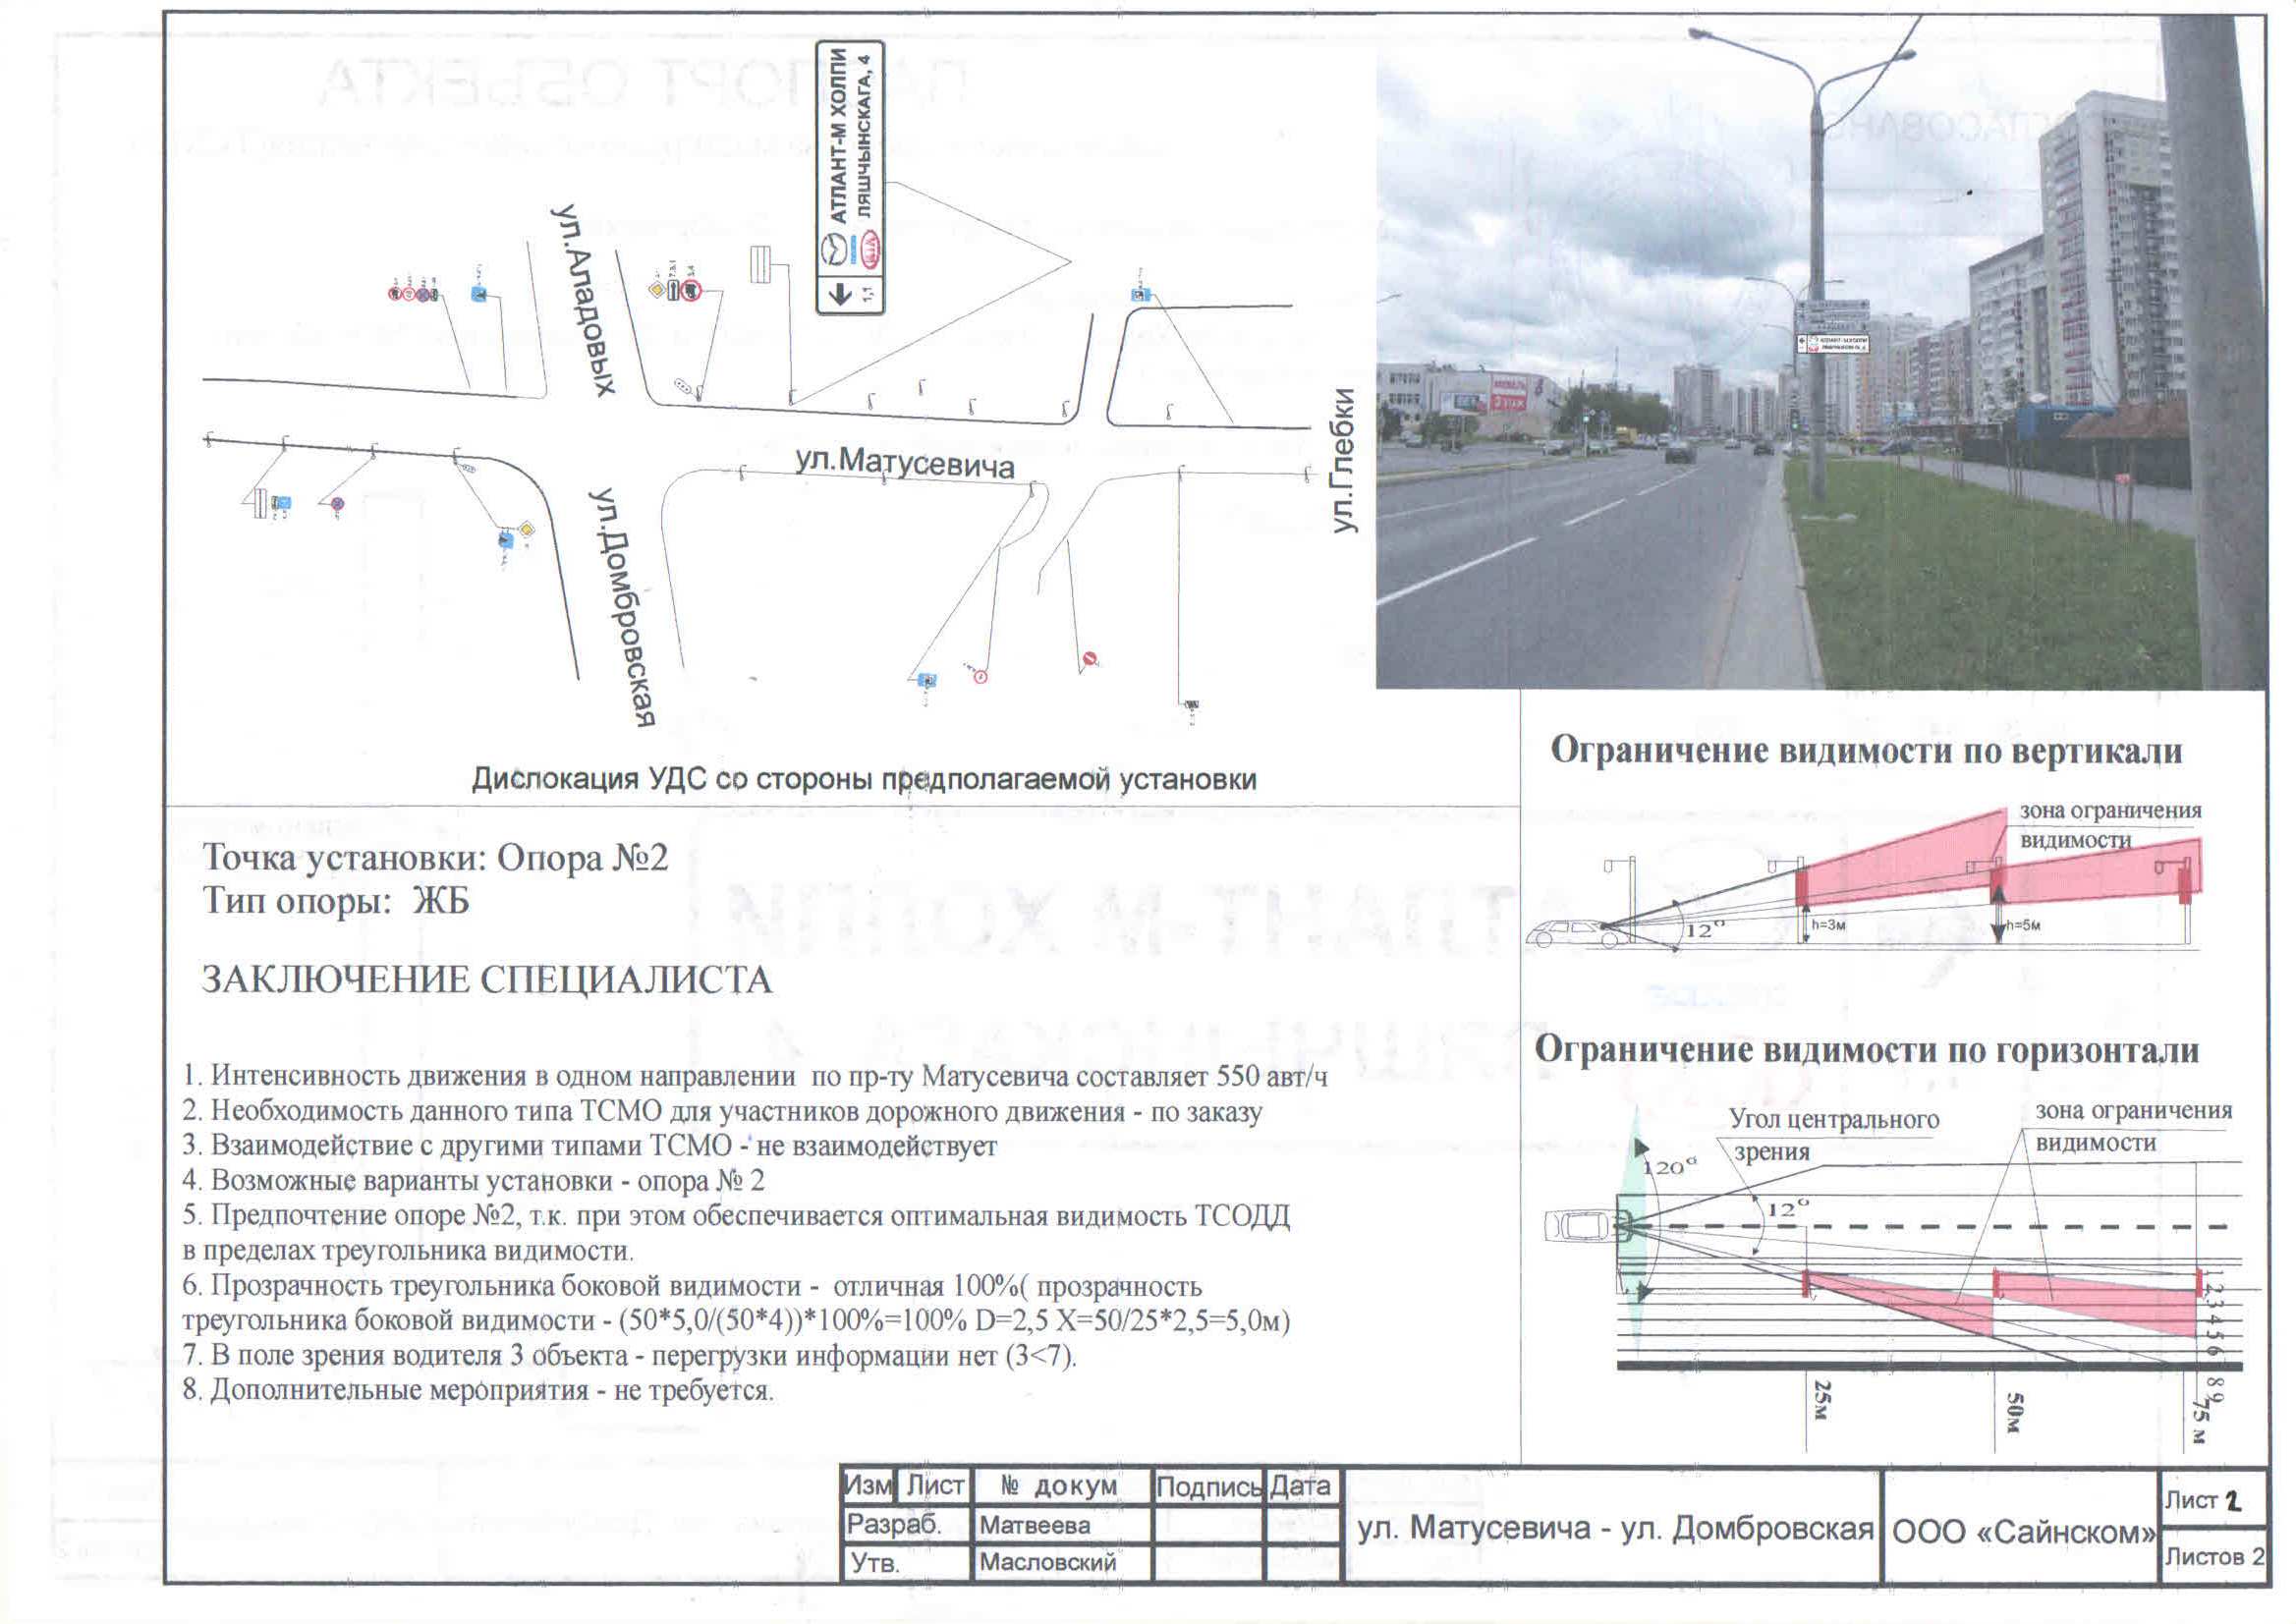 АТЛАНТ-М ХОЛПИ
ЛЯШЧЫНСКАГА, 4
1,1
ул.Аладовых
ул.Матусевича
ул.Домбровская
ул.Глебки
Дислокация УДС со стороны предполагаемой установки
Точка установки: Опора №2
Тип опоры: ЖБ
ЗАКЛЮЧЕНИЕ СПЕЦИАЛИСТА
1. Интенсивность движения в одном направлении по пр-ту Матусевича составляет 550 авт/ч
2. Необходимость данного типа ТСМО для участников дорожного движения - по заказу
3. Взаимодействие с другими типами ТСМО - не взаимодействует
4. Возможные варианты установки - опора № 2
5. Предпочтение опоре №2, т.к. при этом обеспечивается оптимальная видимость ТСОДД
в пределах треугольника видимости.
6. Прозрачность треугольника боковой видимости - отличная 100%( прозрачность
треугольника боковой видимости - (50*5,0/(50*4))*100%=100% D=2,5 X=50/25*2,5=5,0м)
7. В поле зрения водителя 3 объекта - перегрузки информации нет (3<7).
8. Дополнительные мероприятия - не требуется.
Ограничение видимости по вертикали
зона ограничения
видимости
12°
h=3м
h=5м
Ограничение видимости по горизонтали
Угол центрального
зрения
зона ограничения
видимости
120°
12°
1 2 3 4 5 6 8 9
25м
50м
75 м
Изм Лист № докум Подпись Дата
Разраб. Матвеева
Утв. Масловский
ул. Матусевича - ул. Домбровская
ООО «Сайнском»
Лист 2
Листов 2